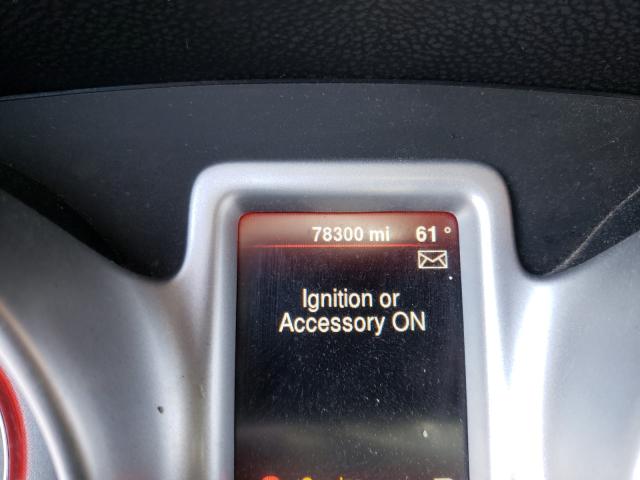 78300 mi 61 °
Ignition or
Accessory ON